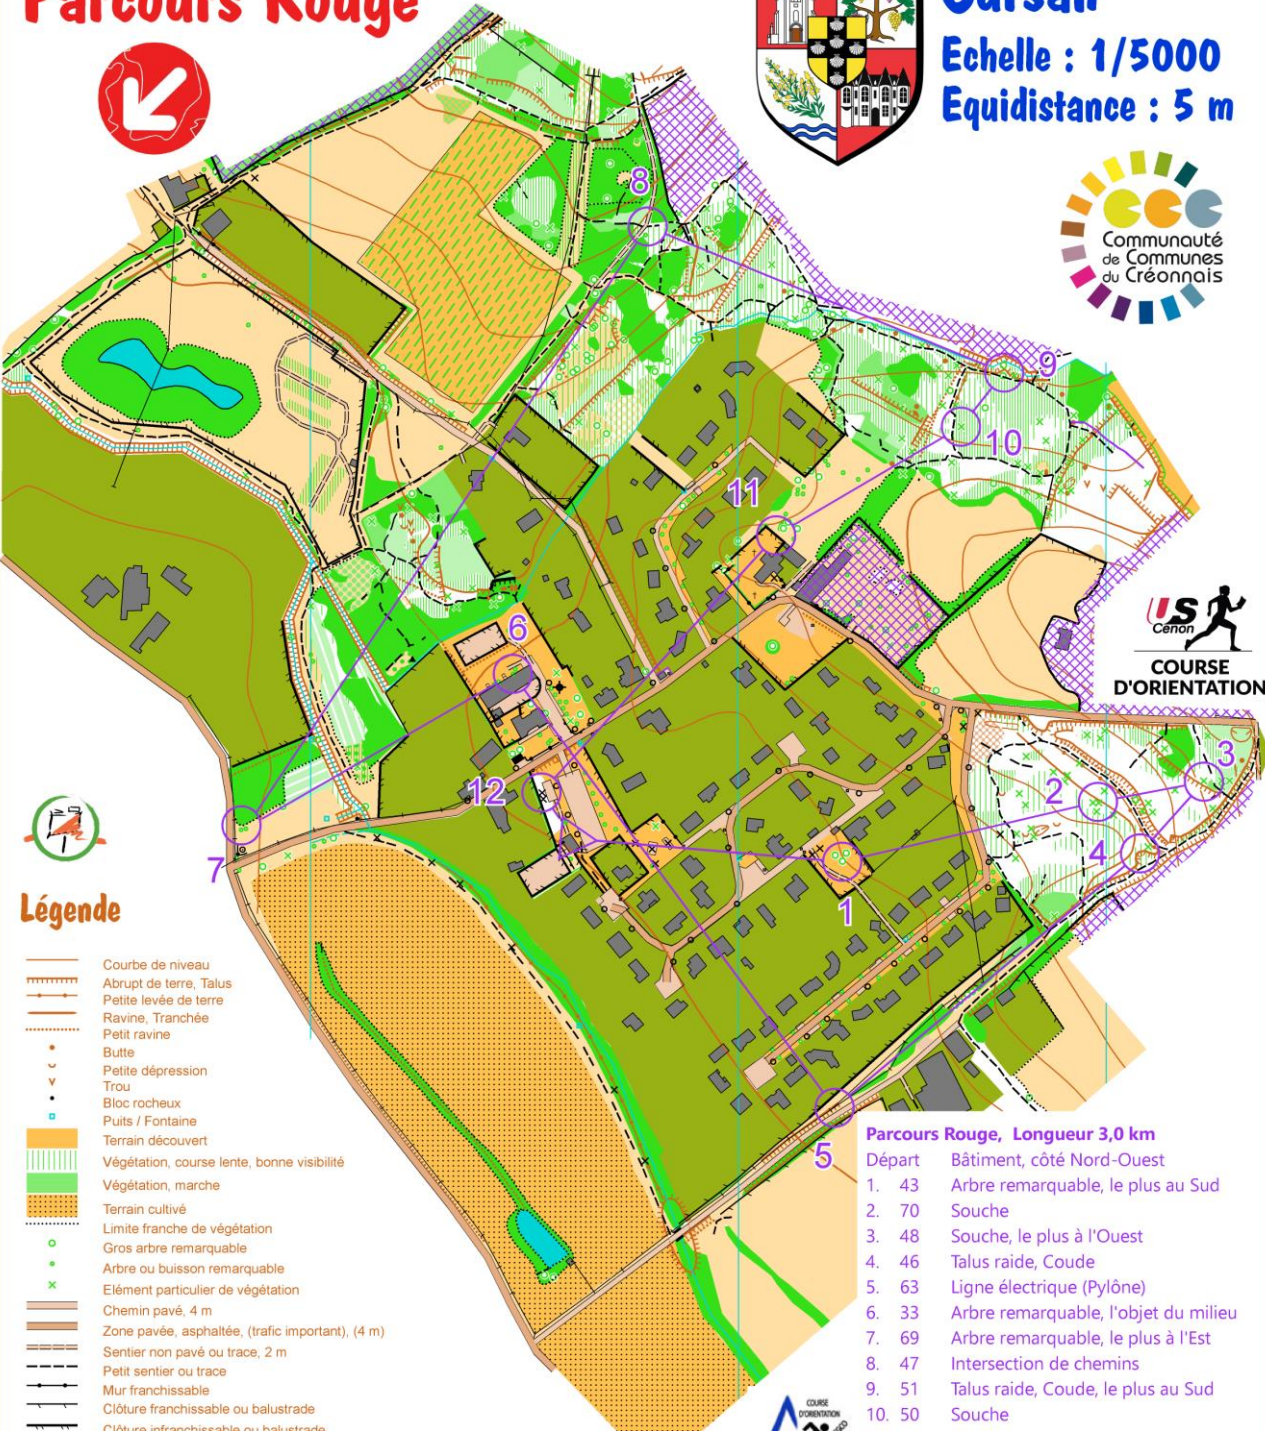 Parcours Rouge
Cursan
Echelle : 1/5000
Equidistance : 5 m
Communauté
de Communes
du Créonnais
US
Cenon
COURSE
D'ORIENTATION
8
9
10
11
6
12
7
1
2
3
4
5
Légende
Courbe de niveau
Abrupt de terre, Talus
Petite levée de terre
Ravine, Tranchée
Petit ravine
Butte
Petite dépression
Trou
Bloc rocheux
Puits / Fontaine
Terrain découvert
Végétation, course lente, bonne visibilité
Végétation, marche
Terrain cultivé
Limite franche de végétation
Gros arbre remarquable
Arbre ou buisson remarquable
Elément particulier de végétation
Chemin pavé, 4 m
Zone pavée, asphaltée, (trafic important), (4 m)
Sentier non pavé ou trace, 2 m
Petit sentier ou trace
Mur franchissable
Clôture franchissable ou balustrade
Clôture infranchissable ou balustrade
Parcours Rouge, Longueur 3,0 km
Départ Bâtiment, côté Nord-Ouest
1. 43 Arbre remarquable, le plus au Sud
2. 70 Souche
3. 48 Souche, le plus à l'Ouest
4. 46 Talus raide, Coude
5. 63 Ligne électrique (Pylône)
6. 33 Arbre remarquable, l'objet du milieu
7. 69 Arbre remarquable, le plus à l'Est
8. 47 Intersection de chemins
9. 51 Talus raide, Coude, le plus au Sud
10. 50 Souche
COURSE
D'ORIENTATION